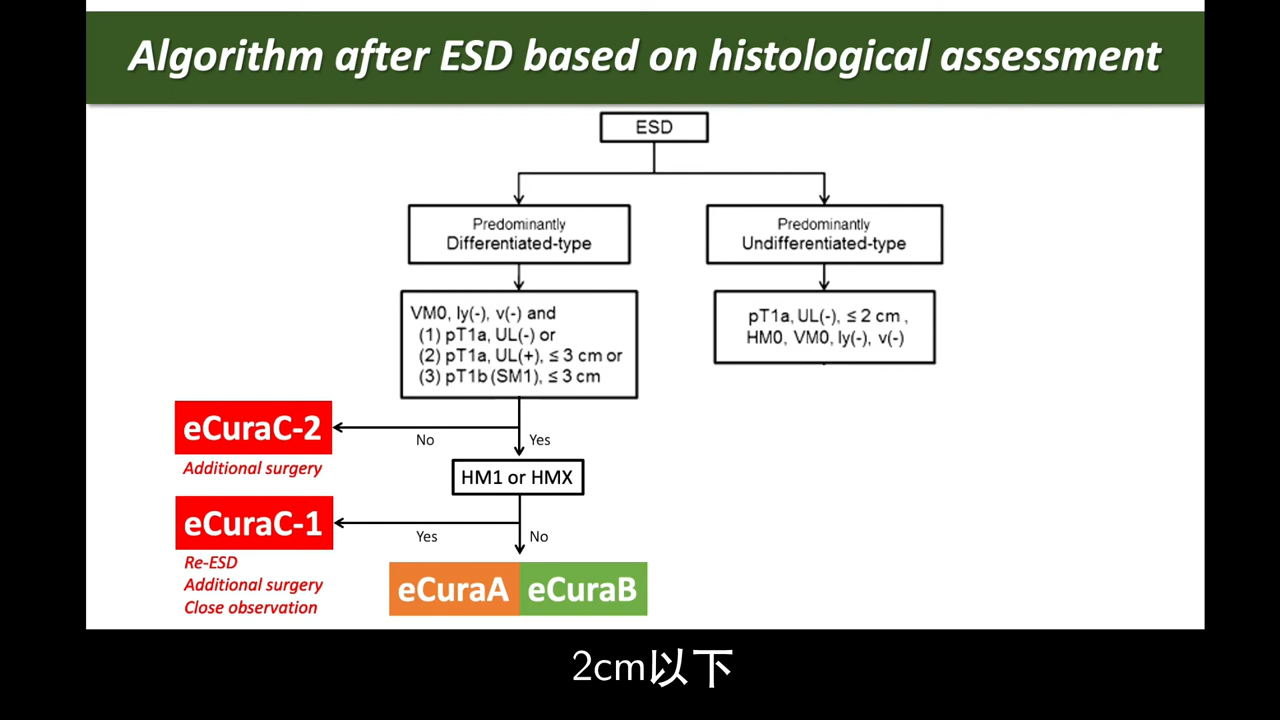 Algorithm after ESD based on histological assessment
ESD
Predominantly
Differentiated-type
Predominantly
Undifferentiated-type
VM0, ly(-), v(-) and
(1) pT1a, UL(-) or
(2) pT1a, UL(+), ≤ 3 cm or
(3) pT1b (SM1), ≤ 3 cm
pT1a, UL(-), ≤ 2 cm ,
HM0, VM0, ly(-), v(-)
eCuraC-2
No
Yes
Additional surgery
HM1 or HMX
eCuraC-1
Yes
No
Re-ESD
Additional surgery
Close observation
eCuraA
eCuraB
2cm以下